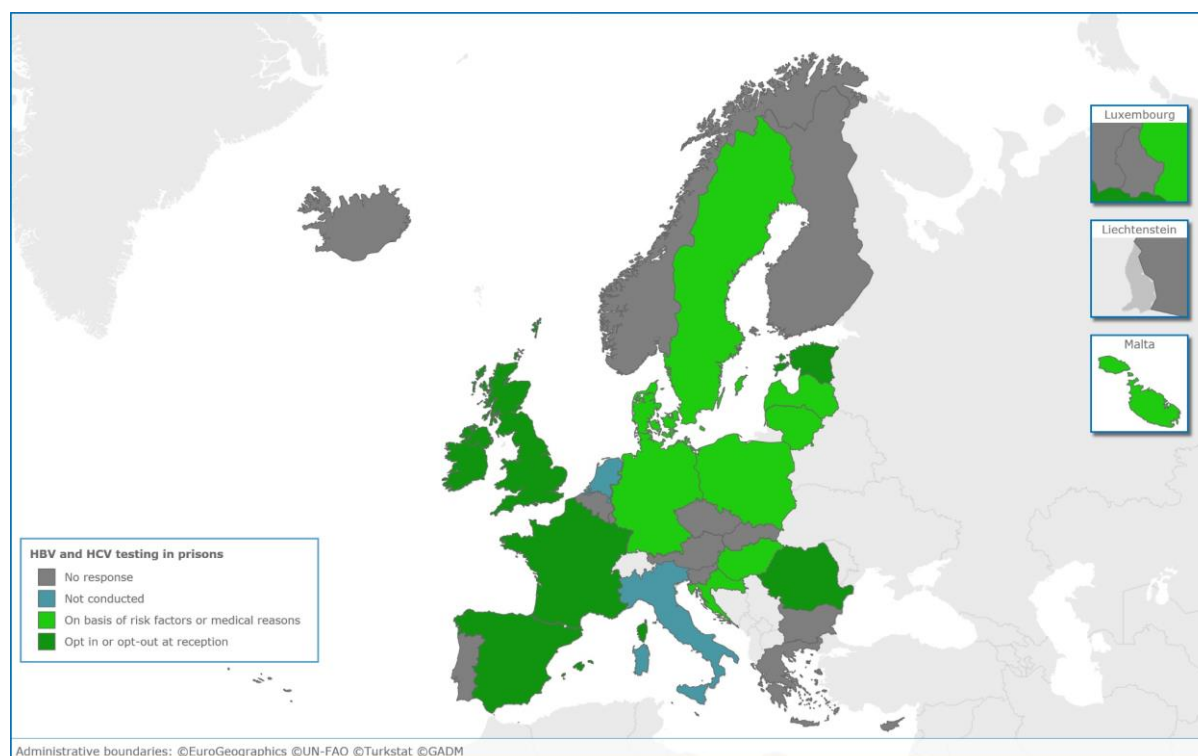 Luxembourg
Liechtenstein
Malta
HBV and HCV testing in prisons
No response
Not conducted
On basis of risk factors or medical reasons
Opt in or opt-out at reception
Administrative boundaries: ©EuroGeographics ©UN-FAO ©Turkstat ©GADM